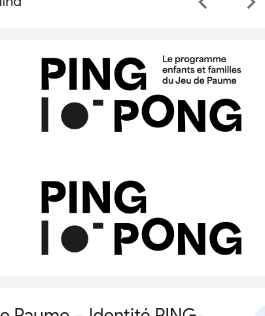 PING
Le programme
enfants et familles
du Jeu de Paume
PONG
PING
PONG
e Paume – Identité PING-